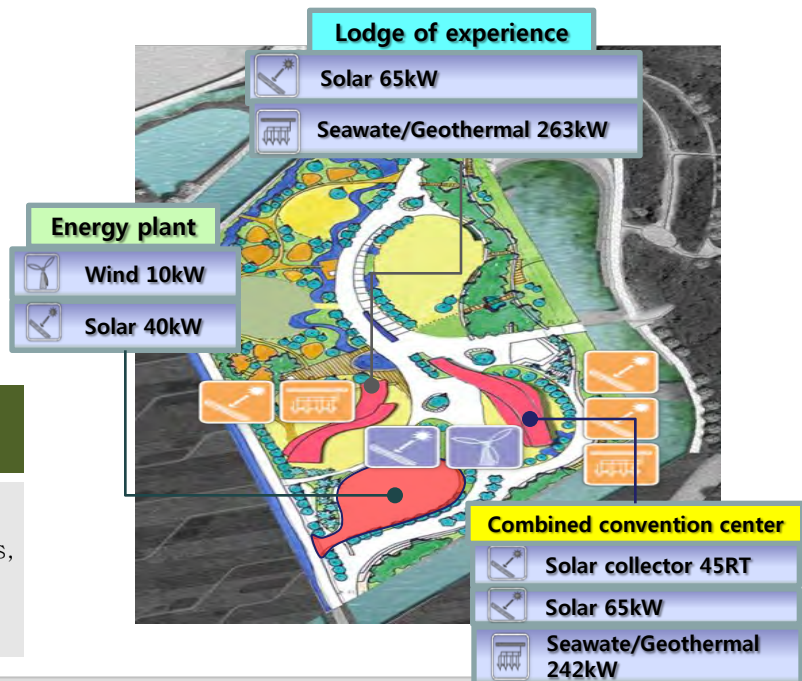 Lodge of experience
Solar 65kW
Seawate/Geothermal 263kW
Energy plant
Wind 10kW
Solar 40kW
s,
Combined convention center
Solar collector 45RT
Solar 65kW
Seawate/Geothermal
242kW